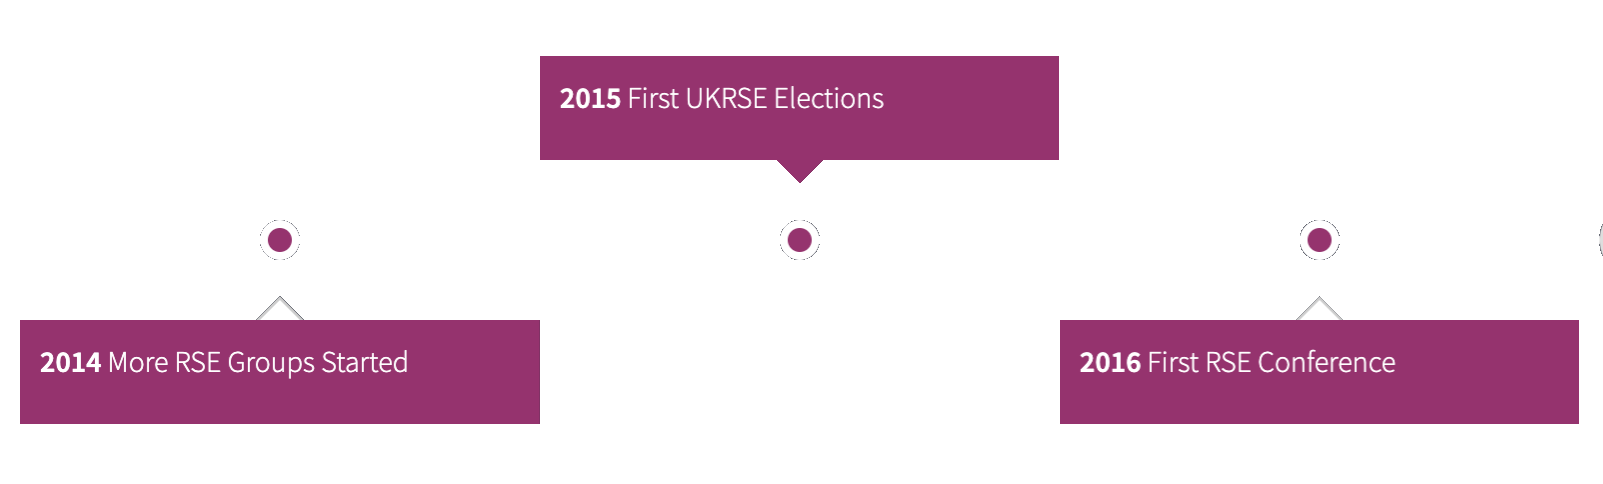 2014 More RSE Groups Started
2015 First UKRSE Elections
2016 First RSE Conference